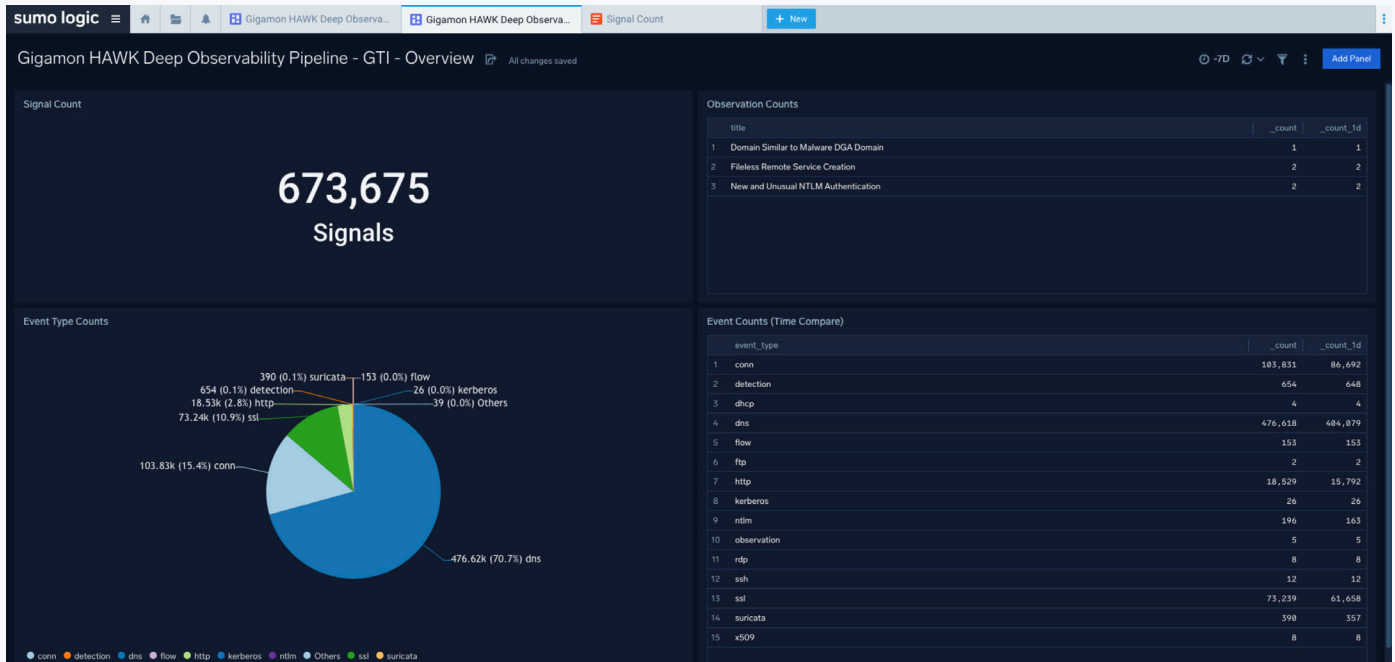 sumo logic
Gigamon HAWK Deep Observa...
Gigamon HAWK Deep Observa...
Signal Count
+ New
Gigamon HAWK Deep Observability Pipeline - GTI - Overview
All changes saved
-7D
Add Panel
Signal Count
673,675
Signals
Observation Counts
title _count _count_1d
1 Domain Similar to Malware DGA Domain 1 1
2 Fileless Remote Service Creation 2 2
3 New and Unusual NTLM Authentication 2 2
Event Type Counts
390 (0.1%) suricata 153 (0.0%) flow
654 (0.1%) detection 26 (0.0%) kerberos
18.53k (2.8%) http 39 (0.0%) Others
73.24k (10.9%) ssl
103.83k (15.4%) conn
476.62k (70.7%) dns
conn detection dns flow http kerberos ntlm Others ssl suricata
Event Counts (Time Compare)
event_type _count _count_1d
1 conn 103,831 86,692
2 detection 654 648
3 dhcp 4 4
4 dns 476,618 404,079
5 flow 153 153
6 ftp 2 2
7 http 18,529 15,792
8 kerberos 26 26
9 ntlm 196 163
10 observation 5 5
11 rdp 8 8
12 ssh 12 12
13 ssl 73,239 61,658
14 suricata 390 357
15 x509 8 8